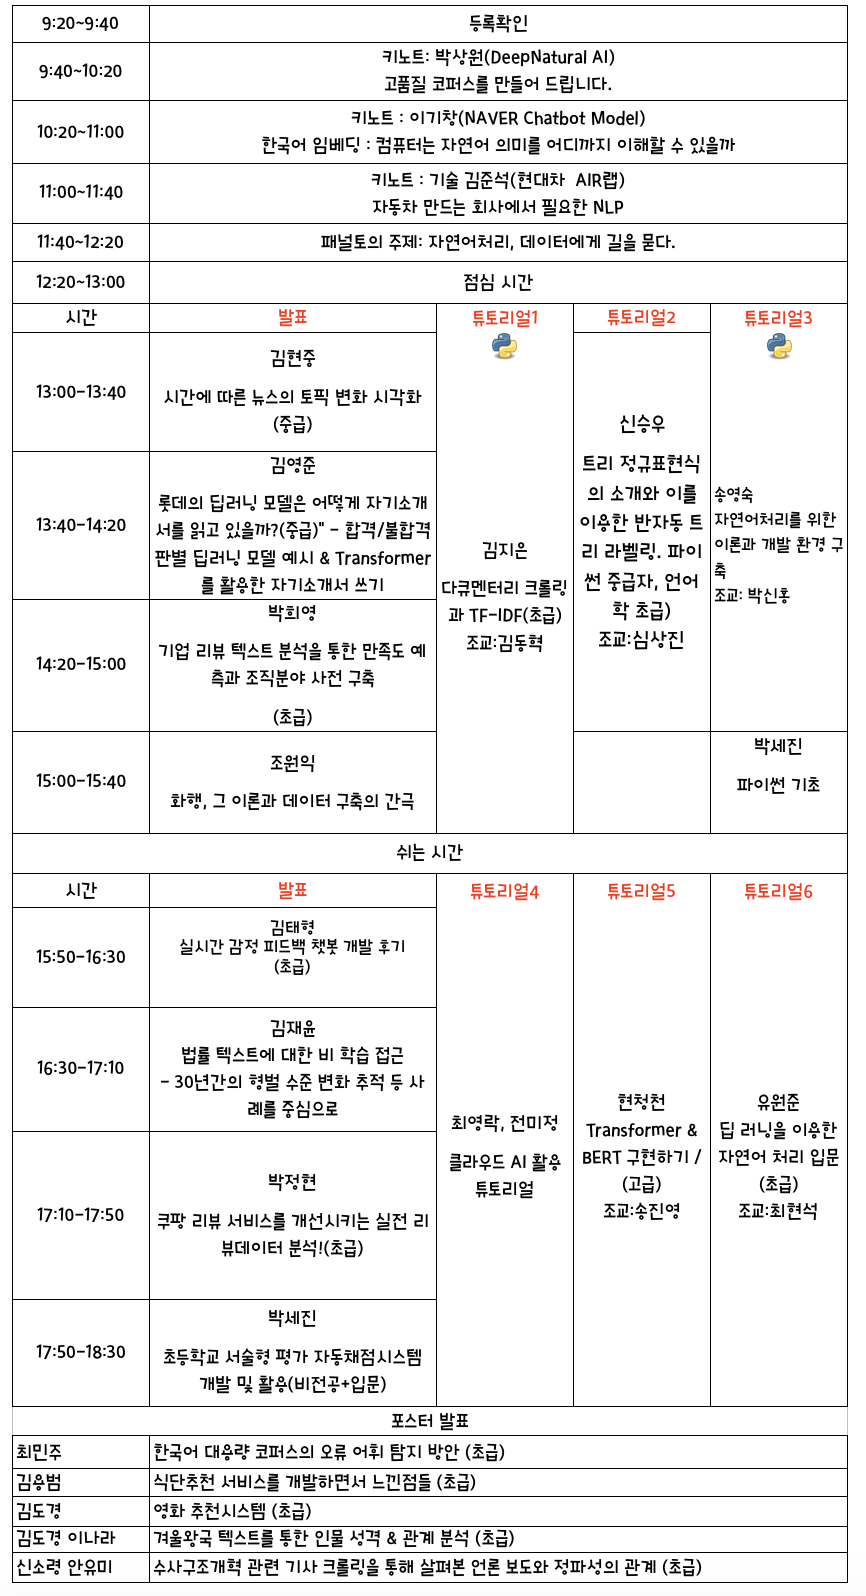 9:20~9:40
등록확인
9:40~10:20
키노트: 박상원(DeepNatural AI)
고품질 코퍼스를 만들어 드립니다.
10:20~11:00
키노트 : 이기창(NAVER Chatbot Model)
한국어 임베딩 : 컴퓨터는 자연어 의미를 어디까지 이해할 수 있을까
11:00~11:40
키노트 : 기술 김준석(현대차  AIR랩)
자동차 만드는 회사에서 필요한 NLP
11:40~12:20
패널토의 주제: 자연어처리, 데이터에게 길을 묻다.
12:20~13:00
점심 시간
시간
발표
튜토리얼1
튜토리얼2
튜토리얼3
13:00-13:40
김현중
시간에 따른 뉴스의 토픽 변화 시각화
(중급)
13:40-14:20
김영준
롯데의 딥러닝 모델은 어떻게 자기소개
서를 읽고 있을까?(중급)" - 합격/불합격
판별 딥러닝 모델 예시 & Transformer
를 활용한 자기소개서 쓰기
14:20-15:00
박희영
기업 리뷰 텍스트 분석을 통한 만족도 예
측과 조직분야 사전 구축
(초급)
15:00-15:40
조원익
화행, 그 이론과 데이터 구축의 간극
김지은
다큐멘터리 크롤링
과 TF-IDF(초급)
조교:김동혁
신승우
트리 정규표현식
의 소개와 이를
이용한 반자동 트
리 라벨링. 파이
썬 중급자, 언어
학 초급)
조교:심상진
송영숙
자연어처리를 위한
이론과 개발 환경 구
축
조교: 박신홍
박세진
파이썬 기초
쉬는 시간
시간
발표
튜토리얼4
튜토리얼5
튜토리얼6
15:50-16:30
김태형
실시간 감정 피드백 챗봇 개발 후기
(초급)
16:30-17:10
김재윤
법률 텍스트에 대한 비 학습 접근
- 30년간의 형벌 수준 변화 추적 등 사
례를 중심으로
17:10-17:50
박정현
쿠팡 리뷰 서비스를 개선시키는 실전 리
뷰데이터 분석!(초급)
17:50-18:30
박세진
초등학교 서술형 평가 자동채점시스템
개발 및 활용(비전공+입문)
최영락, 전미정
클라우드 AI 활용
튜토리얼
현청천
Transformer &
BERT 구현하기 /
(고급)
조교:송진영
유원준
딥 러닝을 이용한
자연어 처리 입문
(초급)
조교:최현석
포스터 발표
최민주
한국어 대용량 코퍼스의 오류 어휘 탐지 방안 (초급)
김용범
식단추천 서비스를 개발하면서 느낀점들 (초급)
김도경
영화 추천시스템 (초급)
김도경 이나라
겨울왕국 텍스트를 통한 인물 성격 & 관계 분석 (초급)
신소령 안유미
수사구조개혁 관련 기사 크롤링을 통해 살펴본 언론 보도와 정파성의 관계 (초급)